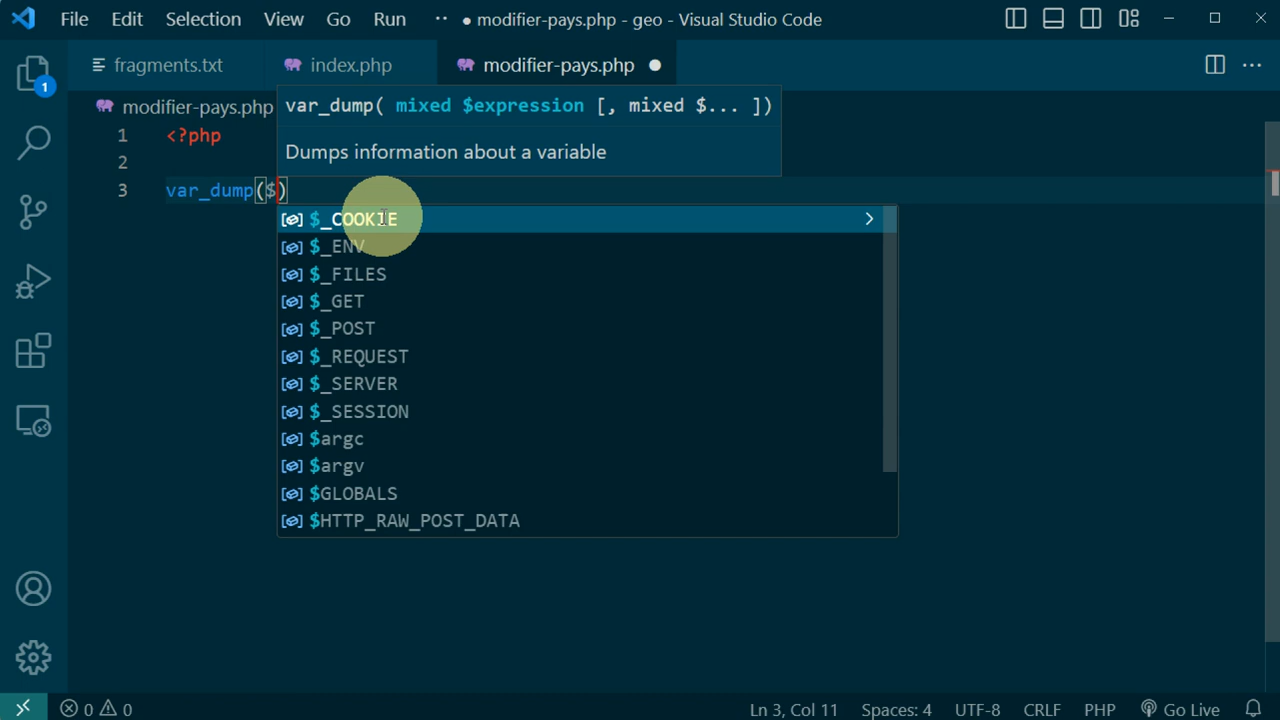 File Edit Selection View Go Run ·· ● modifier-pays.php - geo - Visual Studio Code
fragments.txt index.php modifier-pays.php ●
modifier-pays.php
var_dump( mixed $expression [, mixed $... ])
Dumps information about a variable
1 <?php
2
3 var_dump($)
$_COOKIE
$_ENV
$_FILES
$_GET
$_POST
$_REQUEST
$_SERVER
$_SESSION
$argc
$argv
$GLOBALS
$HTTP_RAW_POST_DATA
1
0 0 Ln 3, Col 11 Spaces: 4 UTF-8 CRLF PHP Go Live